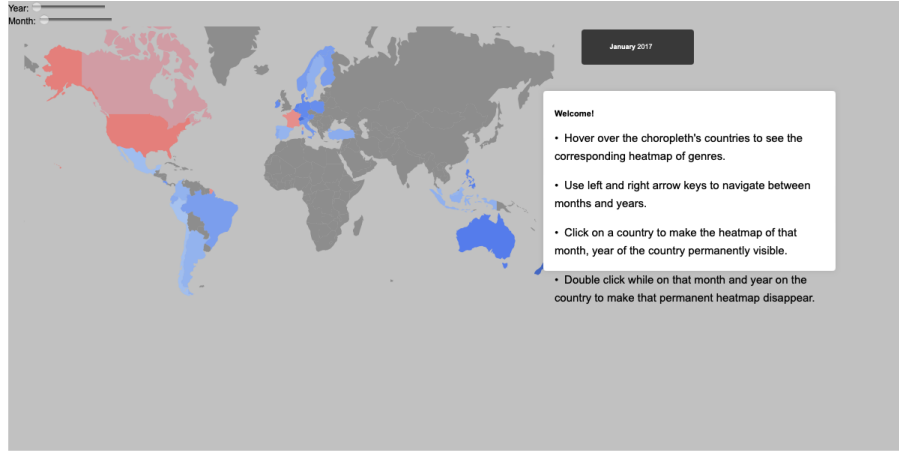 Year:
Month:
January 2017
Welcome!
• Hover over the choropleth's countries to see the
corresponding heatmap of genres.
• Use left and right arrow keys to navigate between
months and years.
• Click on a country to make the heatmap of that
month, year of the country permanently visible.
• Double click while on that month and year on the
country to make that permanent heatmap disappear.